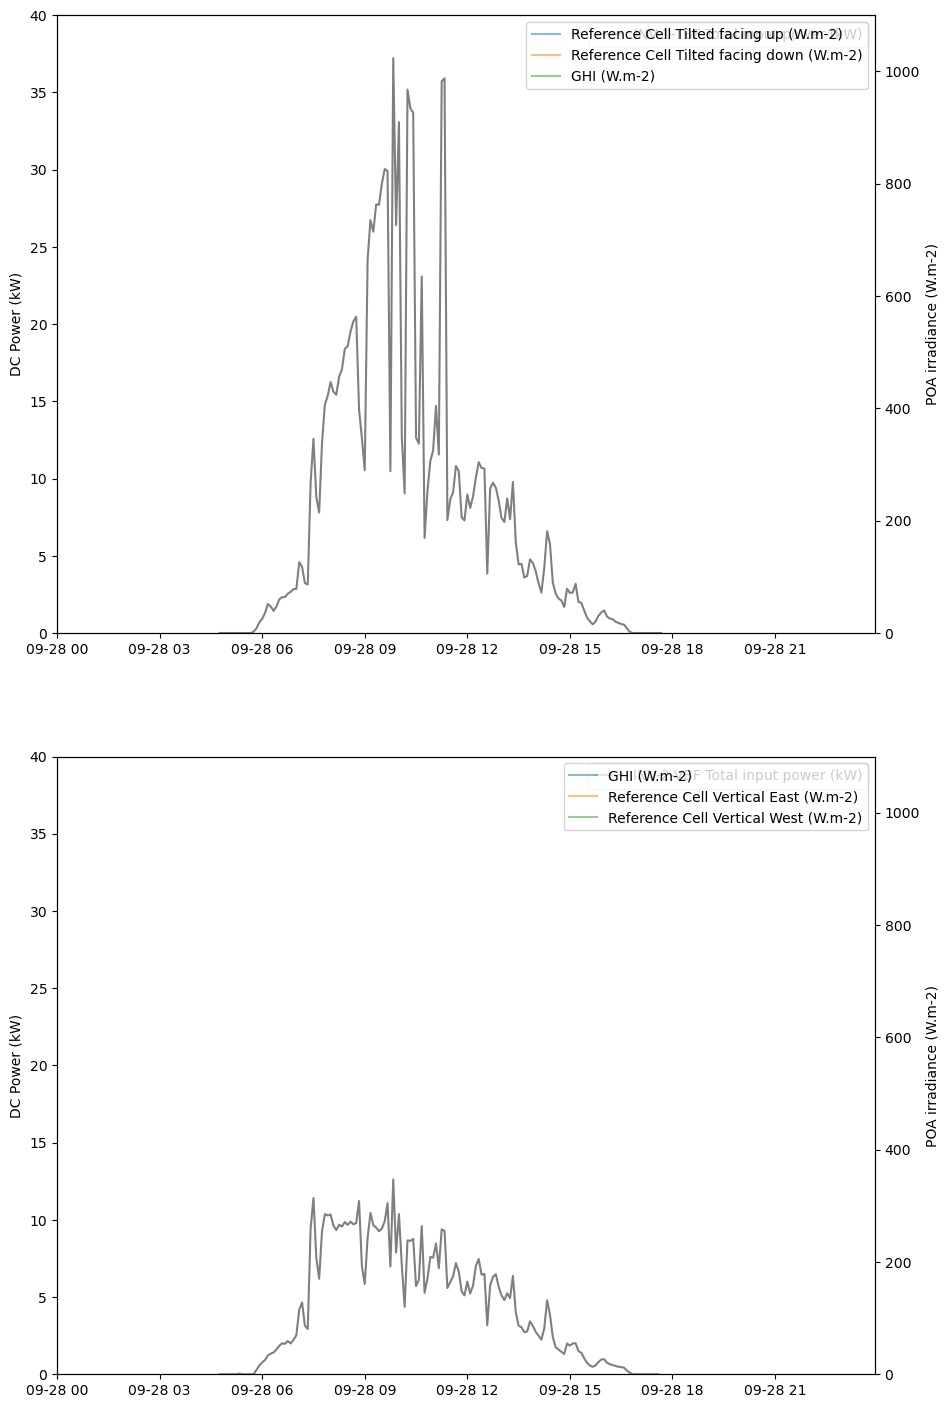 40
35
30
25
20
15
10
5
0
DC Power (kW)
Reference Cell Tilted facing up (W.m-2)
Reference Cell Tilted facing down (W.m-2)
GHI (W.m-2)
kW)
1000
800
600
400
200
0
POA irradiance (W.m-2)
09-28 00 09-28 03 09-28 06 09-28 09 09-28 12 09-28 15 09-28 18 09-28 21
40
35
30
25
20
15
10
5
0
DC Power (kW)
GHI (W.m-2)
Total input power (kW)
Reference Cell Vertical East (W.m-2)
Reference Cell Vertical West (W.m-2)
1000
800
600
400
200
0
POA irradiance (W.m-2)
09-28 00 09-28 03 09-28 06 09-28 09 09-28 12 09-28 15 09-28 18 09-28 21